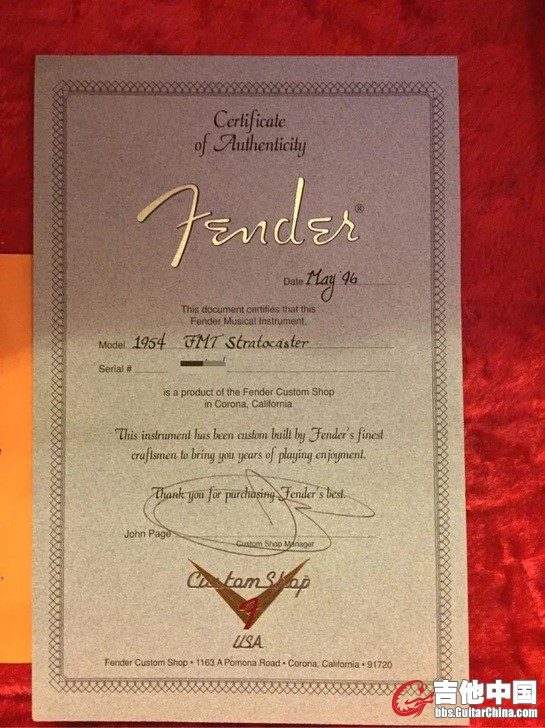 Certificate
of Authenticity
Fender®
Date May '96
This document certifies that this
Fender Musical Instrument,
Model 1954 FMT Stratocaster
Serial #
is a product of the Fender Custom Shop
in Corona, California
This instrument has been custom built by Fender's finest
craftsmen to bring you years of playing enjoyment.
Thank you for purchasing Fender's best.
John Page
Custom Shop Manager
Custom Shop
USA
Fender Custom Shop • 1163 A Pomona Road • Corona, California • 91720
吉他中国
bbs.GuitarChina.com